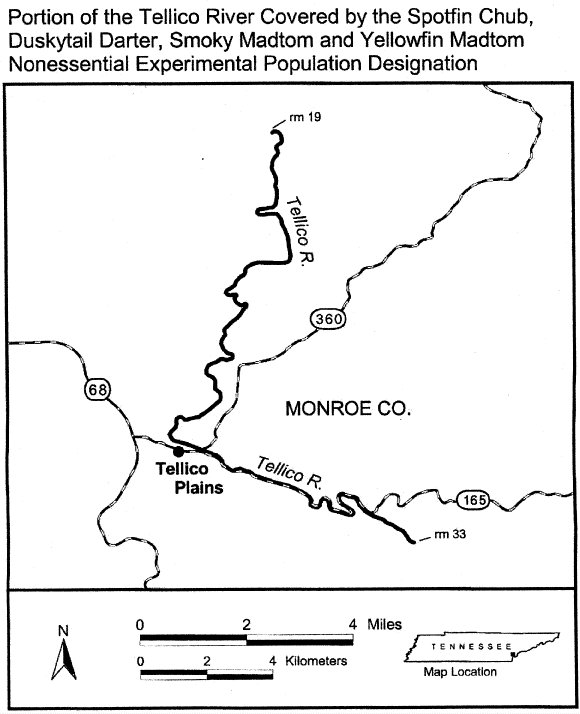 Portion of the Tellico River Covered by the Spotfin Chub,
Duskytail Darter, Smoky Madtom and Yellowfin Madtom
Nonessential Experimental Population Designation
rm 19
Tellico R.
360
68
MONROE CO.
Tellico
Plains
Tellico R.
165
rm 33
N
0 2 4 Miles
0 2 4 Kilometers
TENNESSEE
Map Location